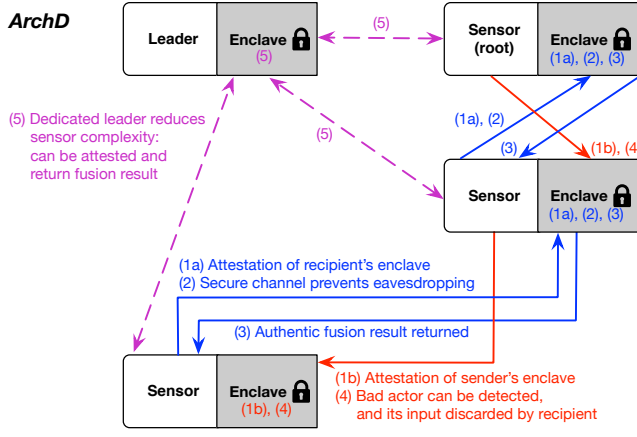 ArchD
Leader
Enclave
(5)
(5)
Sensor
(root)
Enclave
(1a), (2), (3)
(5) Dedicated leader reduces
sensor complexity:
can be attested and
return fusion result
(5)
(1a), (2)
(3)
(1b), (4
Sensor
Enclave
(1a), (2), (3)
(1a) Attestation of recipient's enclave
(2) Secure channel prevents eavesdropping
(3) Authentic fusion result returned
Sensor
Enclave
(1b), (4)
(1b) Attestation of sender's enclave
(4) Bad actor can be detected,
and its input discarded by recipient